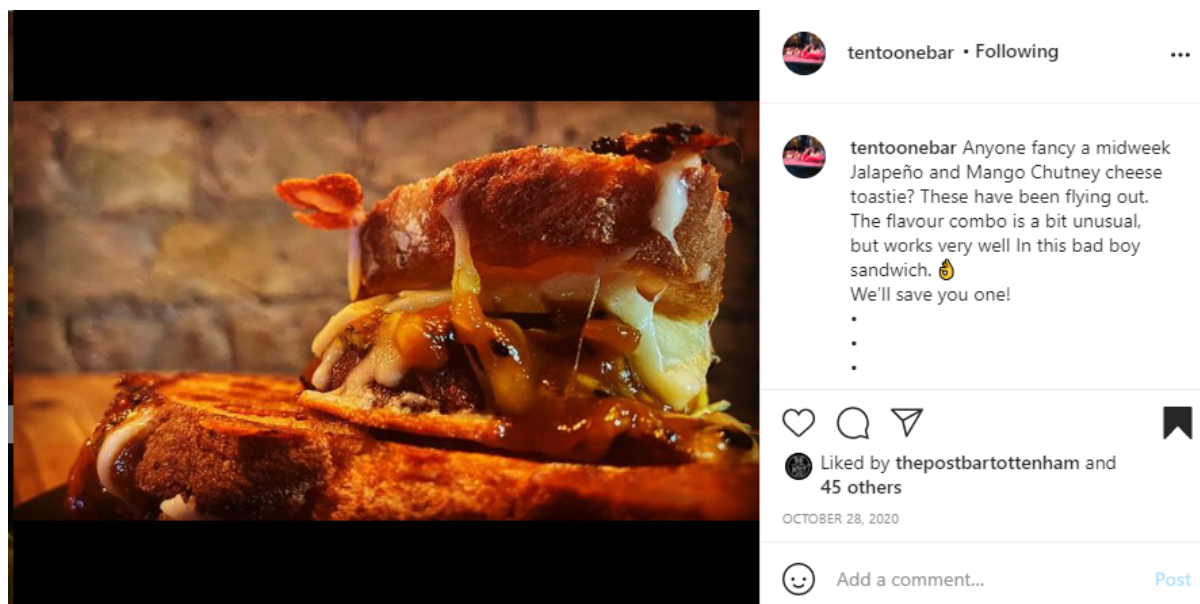 tentoonebar • Following
tentoonebar Anyone fancy a midweek
Jalapeño and Mango Chutney cheese
toastie? These have been flying out.
The flavour combo is a bit unusual,
but works very well In this bad boy
sandwich. 👌
We'll save you one!
•
•
•
Liked by thepostbartottenham and
45 others
OCTOBER 28, 2020
Add a comment...
Post